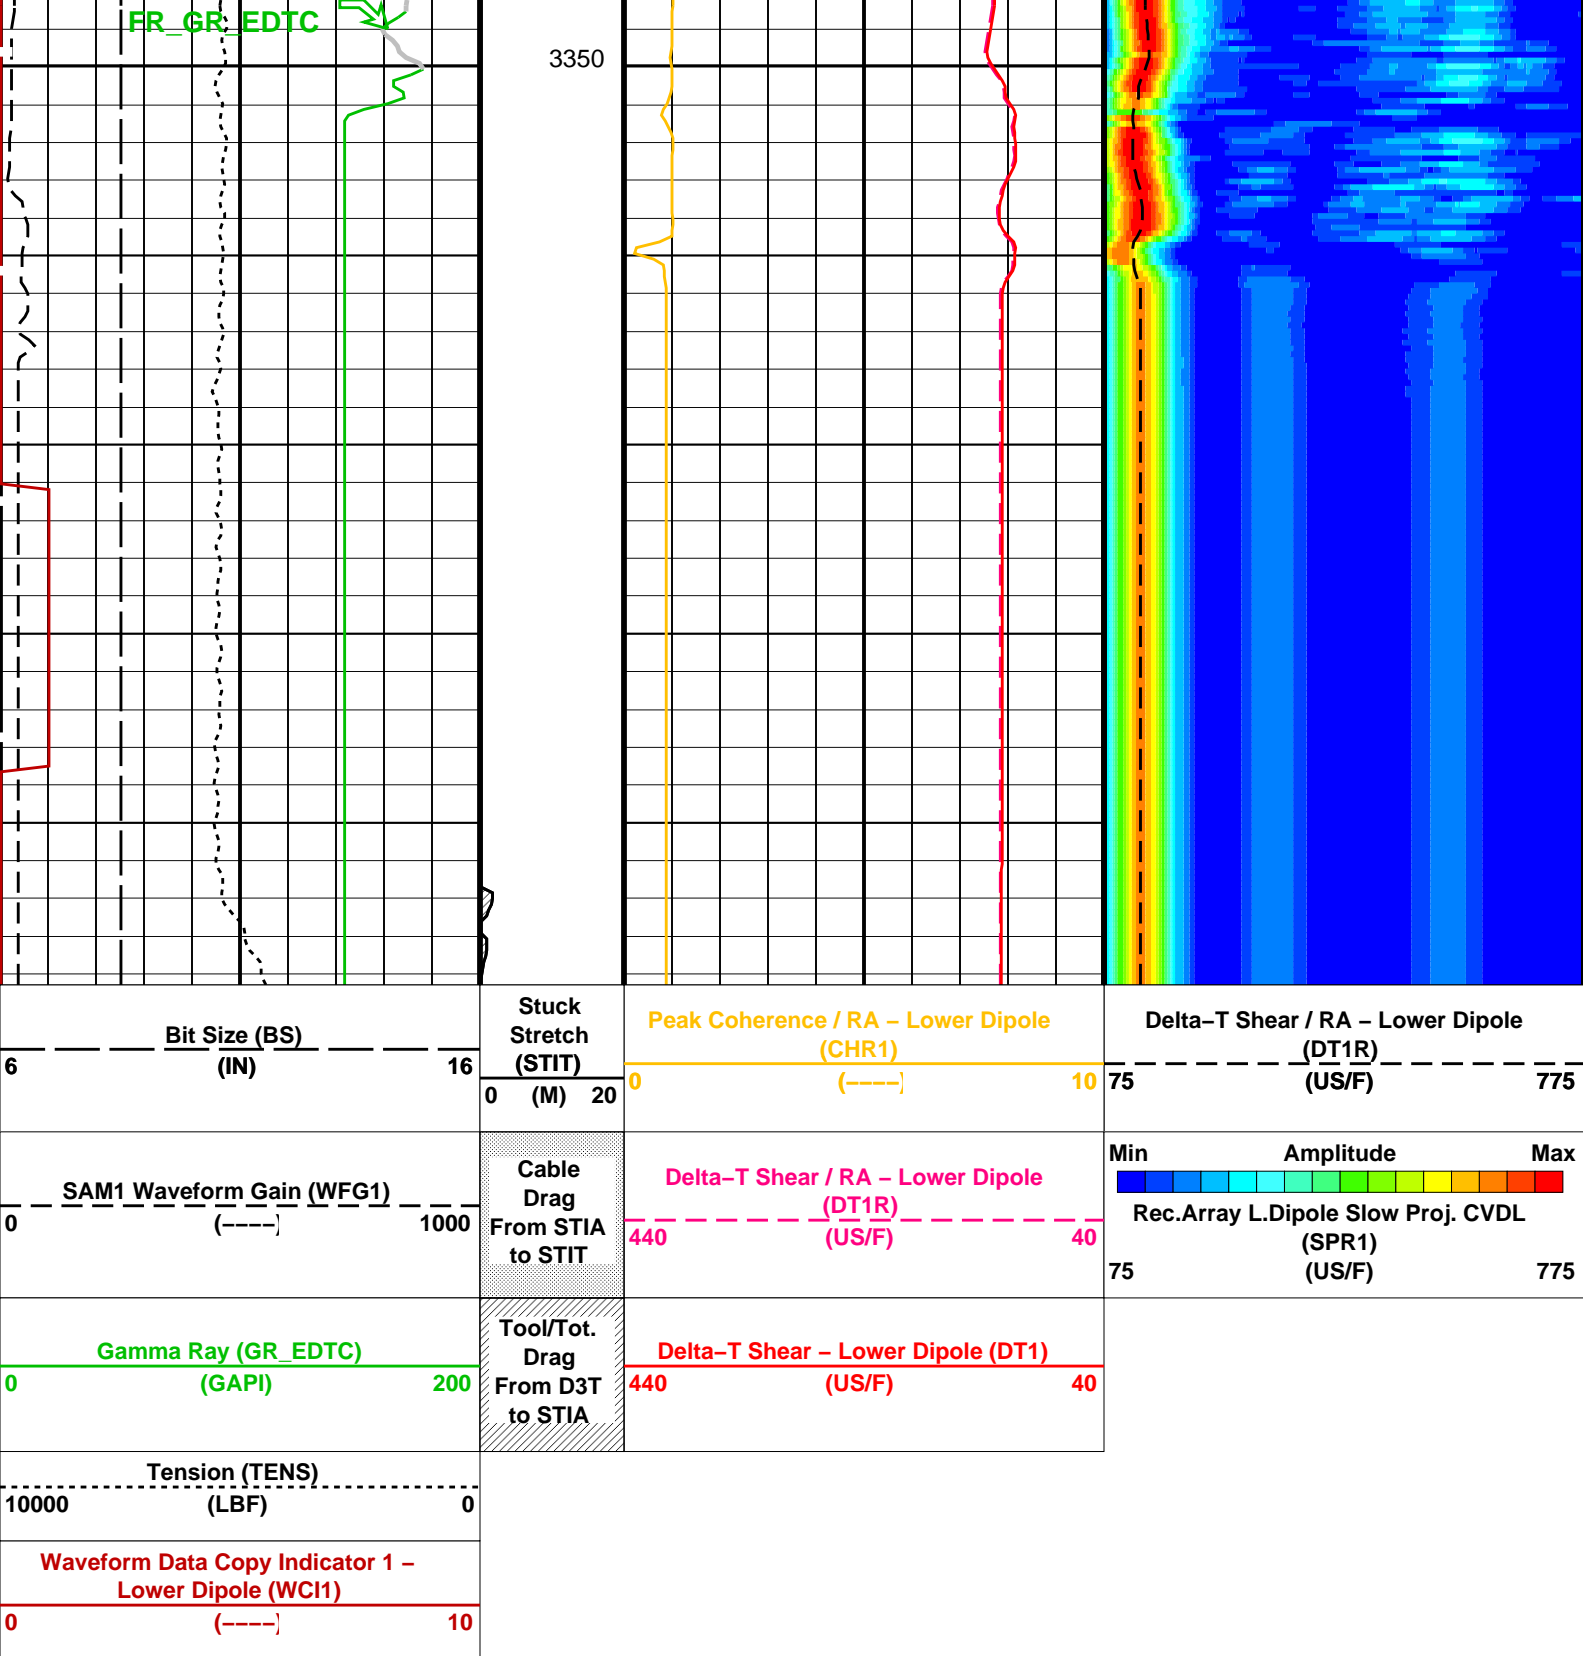 FR_GR_EDTC
3350
Bit Size (BS)
6 (IN) 16
SAM1 Waveform Gain (WFG1)
0 (----) 1000
Gamma Ray (GR_EDTC)
0 (GAPI) 200
Tension (TENS)
10000 (LBF) 0
Waveform Data Copy Indicator 1 –
Lower Dipole (WCI1)
0 (----) 10
Stuck
Stretch
(STIT)
0 (M) 20
Cable
Drag
From STIA
to STIT
Tool/Tot.
Drag
From D3T
to STIA
Peak Coherence / RA – Lower Dipole
(CHR1)
0 (----) 10
Delta–T Shear / RA – Lower Dipole
(DT1R)
440 (US/F) 40
Delta–T Shear – Lower Dipole (DT1)
440 (US/F) 40
Delta–T Shear / RA – Lower Dipole
(DT1R)
75 (US/F) 775
Min Amplitude Max
Rec.Array L.Dipole Slow Proj. CVDL
(SPR1)
75 (US/F) 775